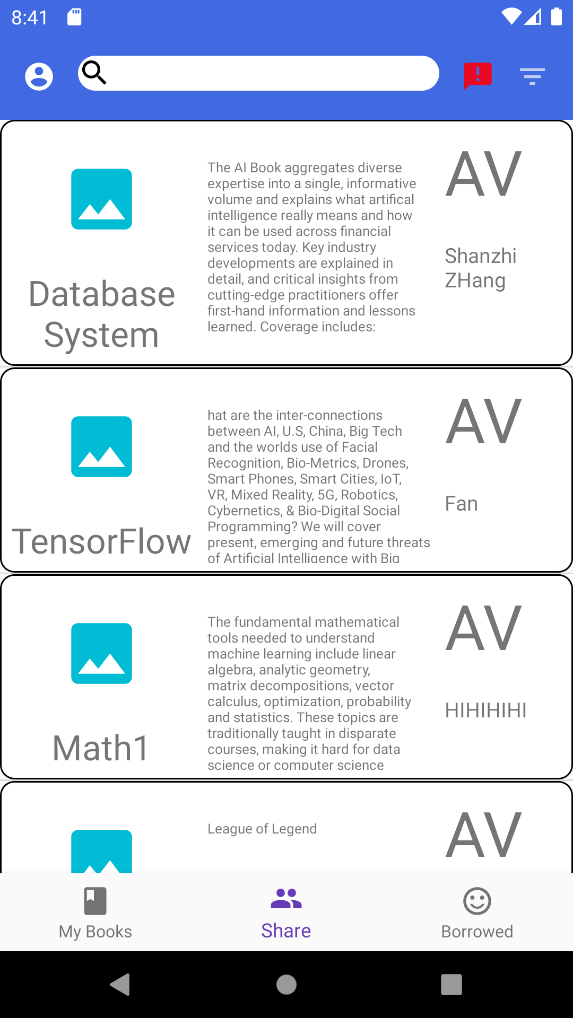 8:41
Database
System
The AI Book aggregates diverse
expertise into a single, informative
volume and explains what artifical
intelligence really means and how
it can be used across financial
services today. Key industry
developments are explained in
detail, and critical insights from
cutting-edge practitioners offer
first-hand information and lessons
learned. Coverage includes:
AV
Shanzhi
ZHang
TensorFlow
hat are the inter-connections
between AI, U.S, China, Big Tech
and the worlds use of Facial
Recognition, Bio-Metrics, Drones,
Smart Phones, Smart Cities, IoT,
VR, Mixed Reality, 5G, Robotics,
Cybernetics, & Bio-Digital Social
Programming? We will cover
present, emerging and future threats
of Artificial Intelligence with Big
AV
Fan
Math1
The fundamental mathematical
tools needed to understand
machine learning include linear
algebra, analytic geometry,
matrix decompositions, vector
calculus, optimization, probability
and statistics. These topics are
traditionally taught in disparate
courses, making it hard for data
science or computer science
AV
HIHIHIHI
League of Legend
AV
My Books
Share
Borrowed